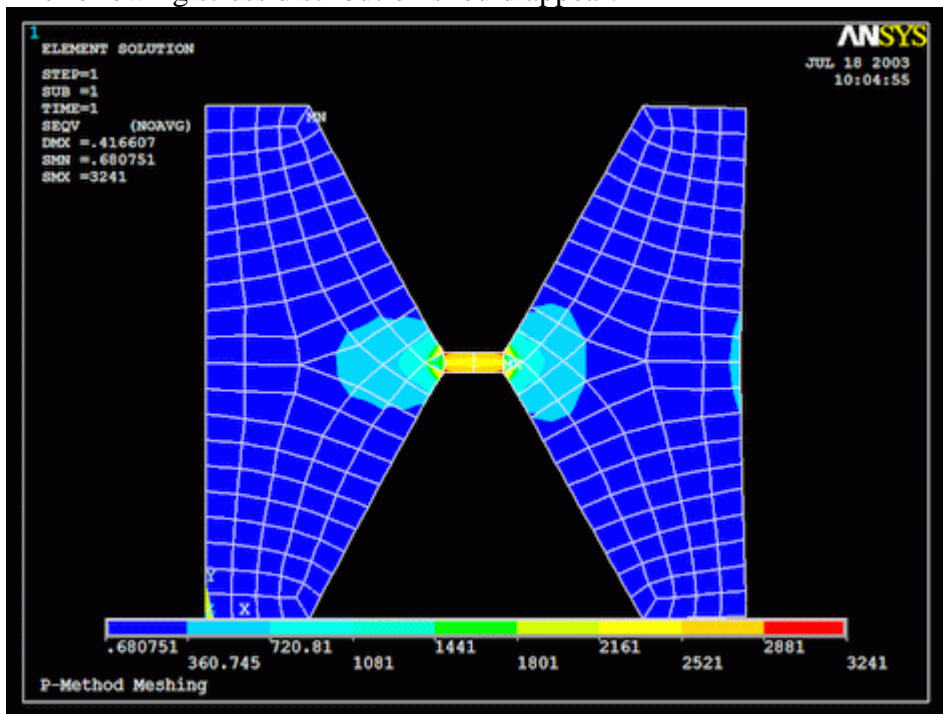 1
ANSYS
ELEMENT SOLUTION
JUL 18 2003
10:04:55
STEP=1
SUB =1
TIME=1
SEQV (NOAVG)
DMX =.416607
SMN =.680751
SMX =3241
MN
Y
X
.680751 720.81 1441 2161 2881
360.745 1081 1801 2521 3241
P-Method Meshing